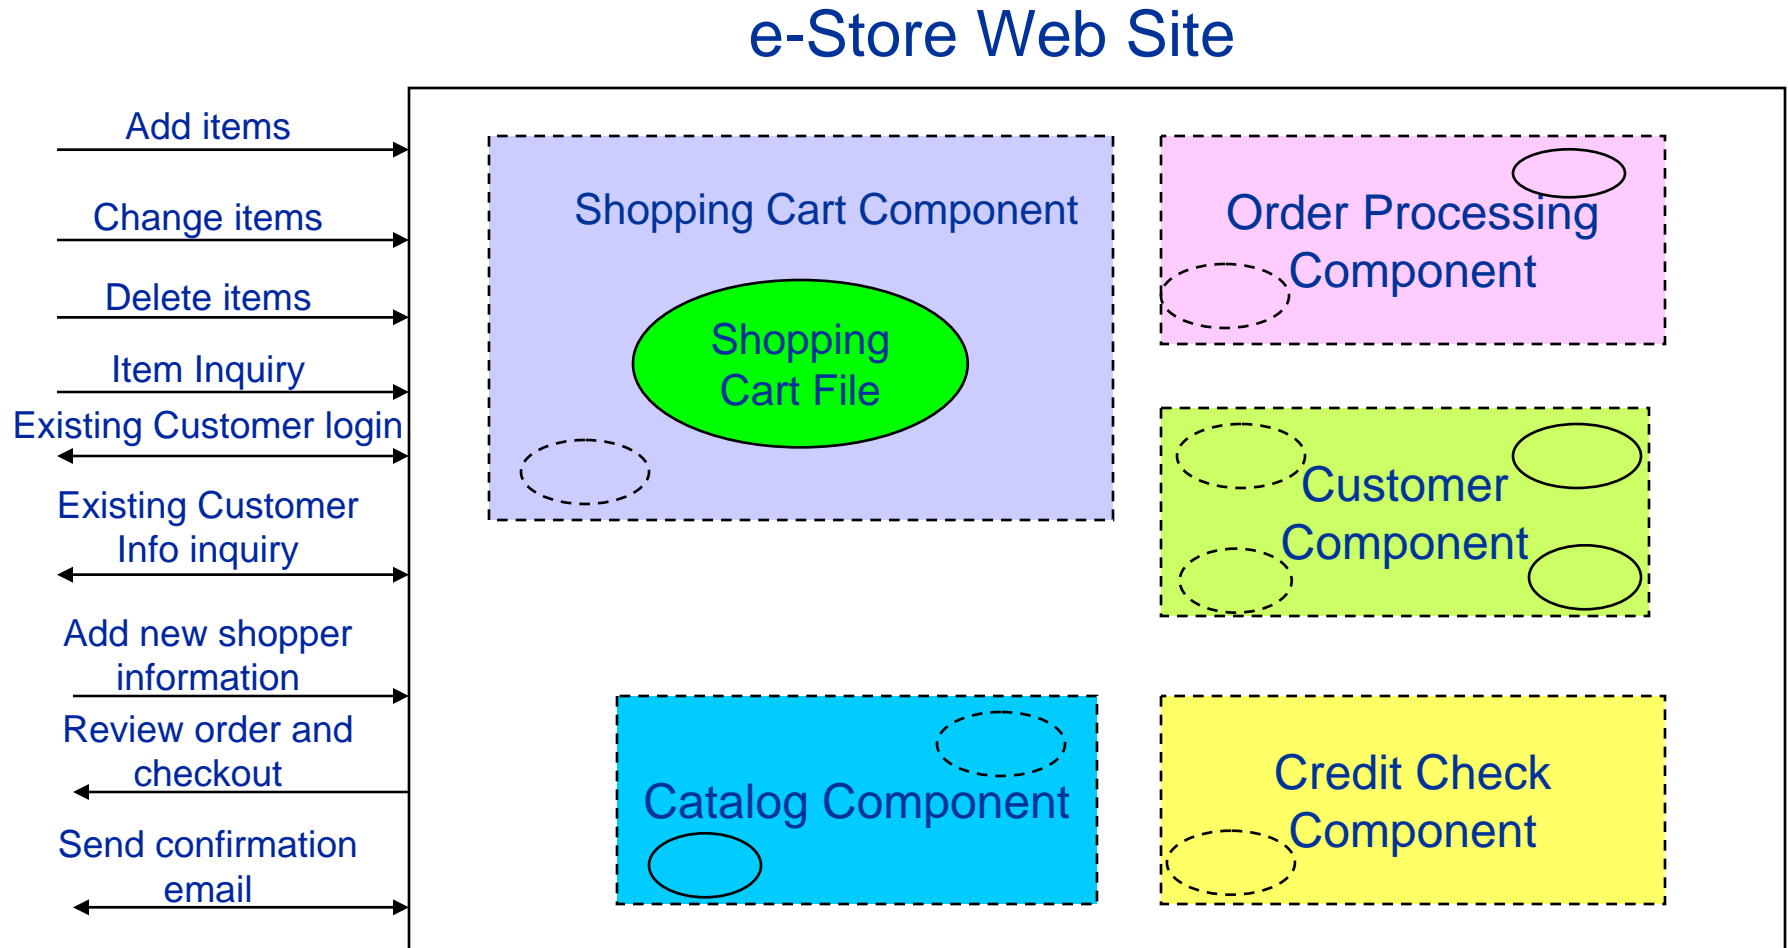 e-Store Web Site
Add items
Change items
Delete items
Item Inquiry
Existing Customer login
Existing Customer
Info inquiry
Add new shopper
information
Review order and
checkout
Send confirmation
email
Shopping Cart Component
Shopping
Cart File
Order Processing
Component
Customer
Component
Catalog Component
Credit Check
Component